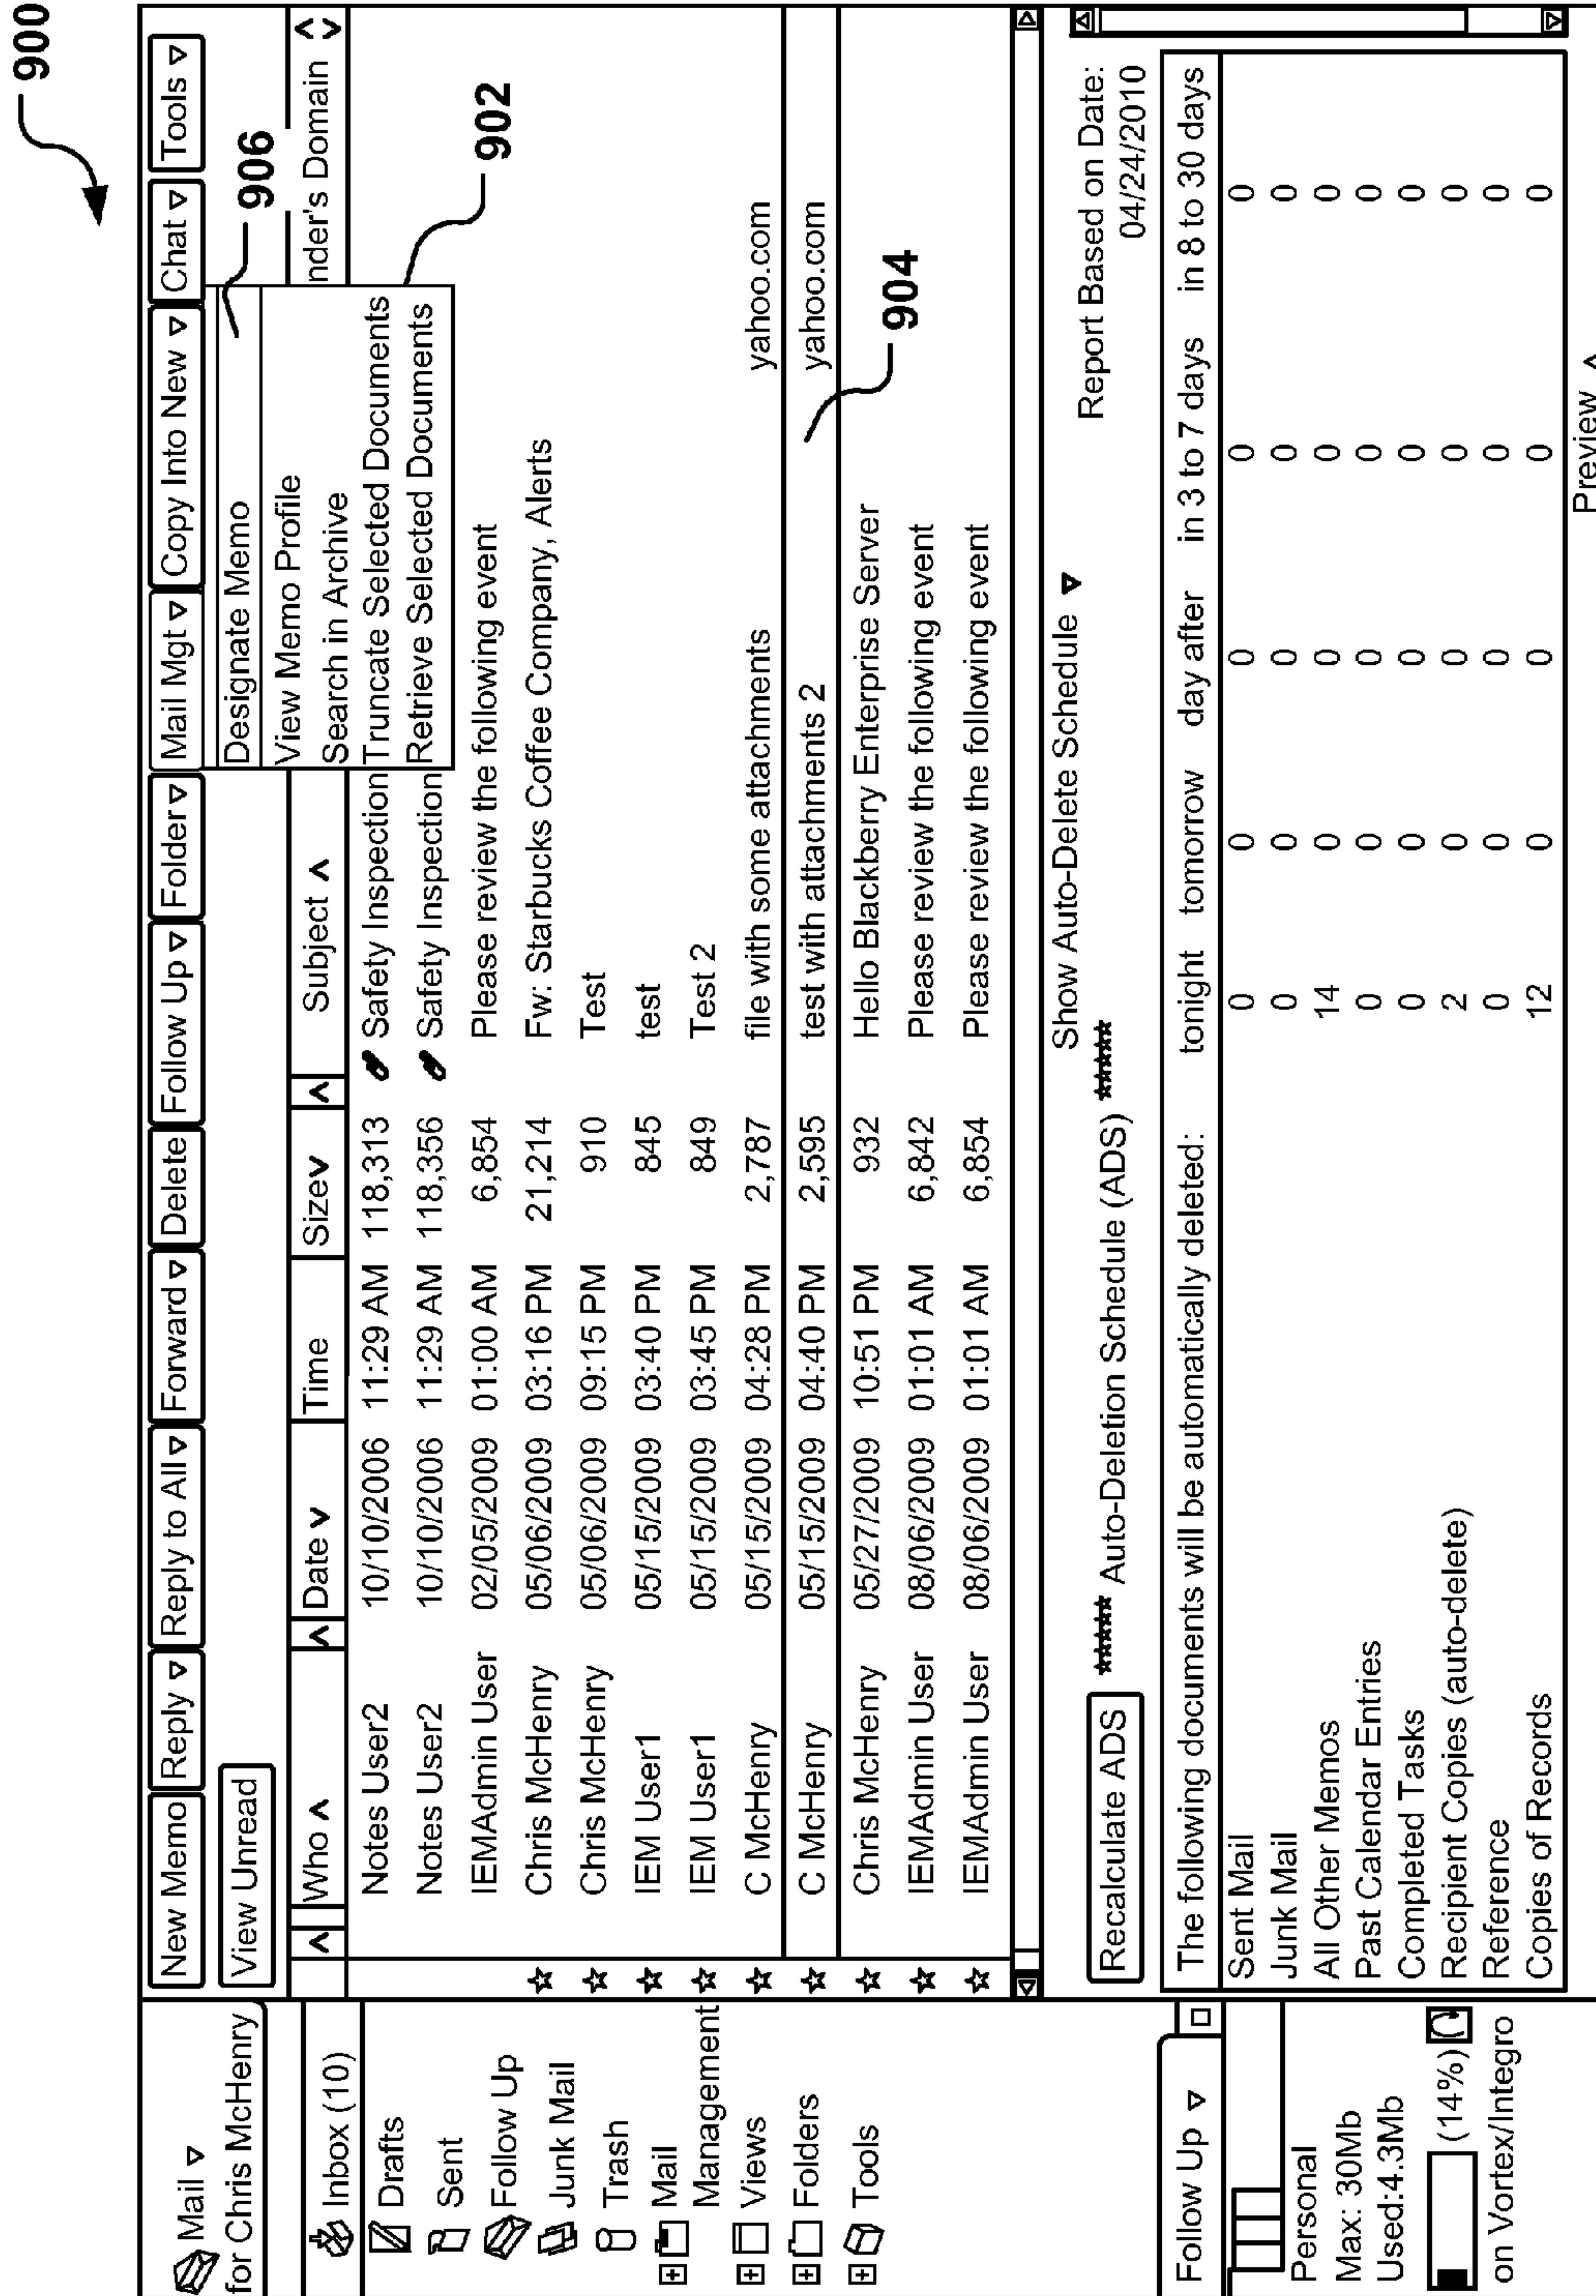 900
Mail
for Chris McHenry
Inbox (10)
Drafts
Sent
Follow Up
Junk Mail
Trash
Mail
Management
Views
Folders
Tools
Follow Up
Personal
Max: 30Mb
Used:4.3Mb
(14%)
on Vortex/Integro
New Memo Reply Reply to All Forward Delete Follow Up Folder Mail Mgt Copy Into New Chat Tools
View Unread
906
Designate Memo
View Memo Profile
Search in Archive
Truncate Selected Documents
Retrieve Selected Documents
902
Who Date Time Size Subject nder's Domain
Notes User2 10/10/2006 11:29 AM 118,313 Safety Inspection
Notes User2 10/10/2006 11:29 AM 118,356 Safety Inspection
IEMAdmin User 02/05/2009 01:00 AM 6,854 Please review the following event
Chris McHenry 05/06/2009 03:16 PM 21,214 Fw: Starbucks Coffee Company, Alerts
Chris McHenry 05/06/2009 09:15 PM 910 Test
IEM User1 05/15/2009 03:40 PM 845 test
IEM User1 05/15/2009 03:45 PM 849 Test 2
C McHenry 05/15/2009 04:28 PM 2,787 file with some attachments yahoo.com
C McHenry 05/15/2009 04:40 PM 2,595 test with attachments 2 yahoo.com
904
Chris McHenry 05/27/2009 10:51 PM 932 Hello Blackberry Enterprise Server
IEMAdmin User 08/06/2009 01:01 AM 6,842 Please review the following event
IEMAdmin User 08/06/2009 01:01 AM 6,854 Please review the following event
Show Auto-Delete Schedule
Recalculate ADS ***** Auto-Deletion Schedule (ADS) ***** Report Based on Date:
04/24/2010
The following documents will be automatically deleted: tonight tomorrow day after in 3 to 7 days in 8 to 30 days
Sent Mail 0 0 0 0 0
Junk Mail 0 0 0 0 0
All Other Memos 14 0 0 0 0
Past Calendar Entries 0 0 0 0 0
Completed Tasks 0 0 0 0 0
Recipient Copies (auto-delete) 2 0 0 0 0
Reference 0 0 0 0 0
Copies of Records 12 0 0 0 0
Preview